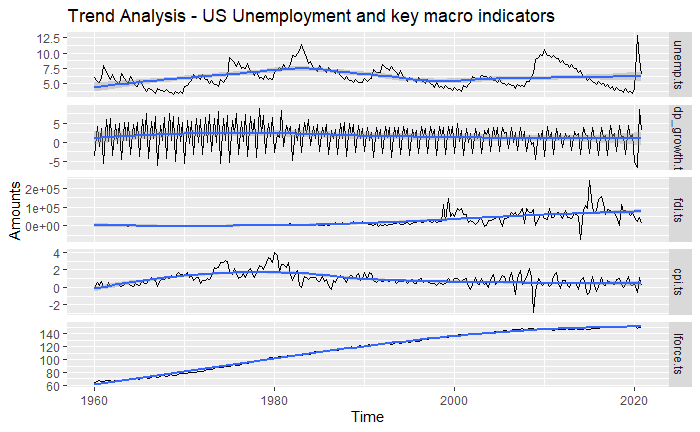 Trend Analysis - US Unemployment and key macro indicators
12.5
10.0
7.5
5.0
unemp.ts
5
0
-5
dp_growth.t
2e+05
1e+05
0e+00
fdi.ts
4
2
0
-2
cpi.ts
140
120
100
80
60
lforce.ts
Amounts
1960
1980
2000
2020
Time